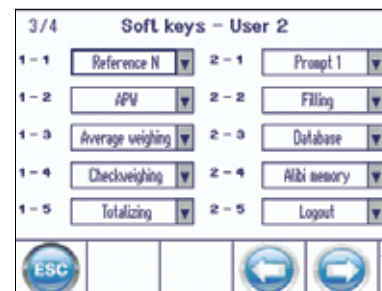 3/4 Soft keys – User 2
1 – 1 Reference N 2 – 1 Prompt 1
1 – 2 APW 2 – 2 Filling
1 – 3 Average weighing 2 – 3 Database
1 – 4 Checkweighing 2 – 4 Alibi memory
1 – 5 Totalizing 2 – 5 Logout
ESC